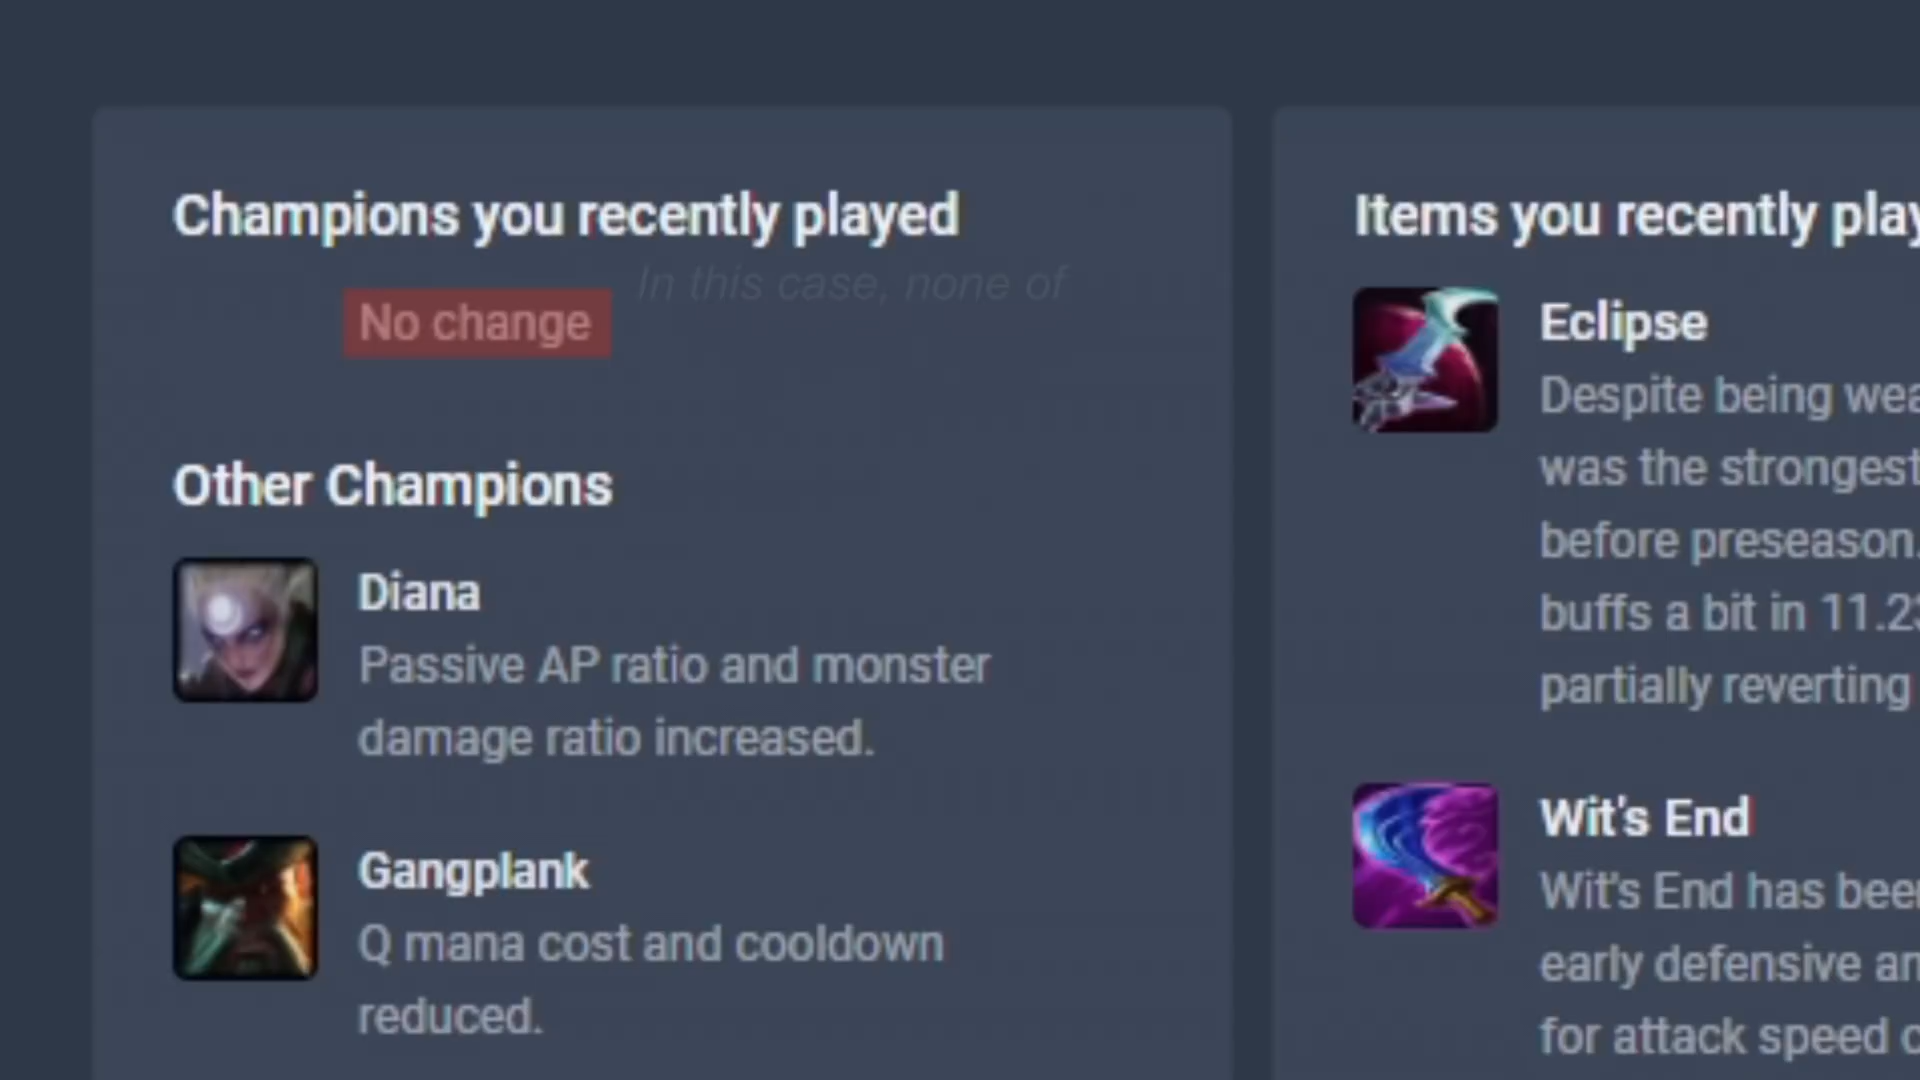 Champions you recently played
In this case, none of
No change
Other Champions
Diana
Passive AP ratio and monster
damage ratio increased.
Gangplank
Q mana cost and cooldown
reduced.
Items you recently play
Eclipse
Despite being wea
was the strongest
before preseason.
buffs a bit in 11.23
partially reverting
Wit's End
Wit's End has been
early defensive an
for attack speed